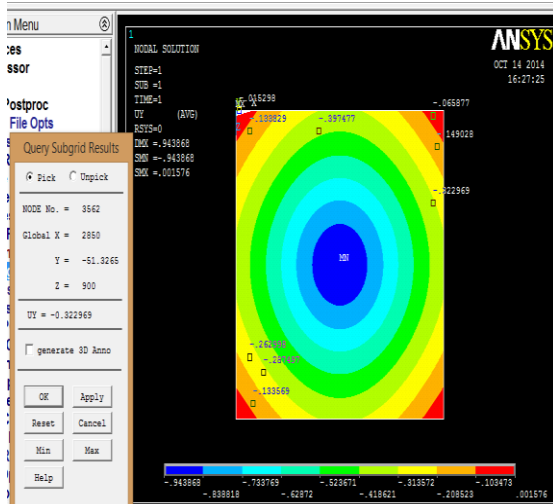 n Menu
ces
ssor
Postproc
File Opts
Query Subgrid Results
Pick Unpick
NODE No. = 3562
Global X = 2850
Y = -51.3265
Z = 900
UY = -0.322969
generate 3D Anno
OK Apply
Reset Cancel
Min Max
Help
1
NODAL SOLUTION
STEP=1
SUB =1
TIME=1
UY (AVG)
RSYS=0
DMX =.943868
SMN =-.943868
SMX =.001576
ANSYS
OCT 14 2014
16:27:25
.015298
-.065877
-.138829
-.397477
149028
-.322969
MN
-.262890
-.287497
-.133569
-.943868 -.733769 -.523671 -.313572 -.103473
-.838818 -.62872 -.418621 -.208523 .001576